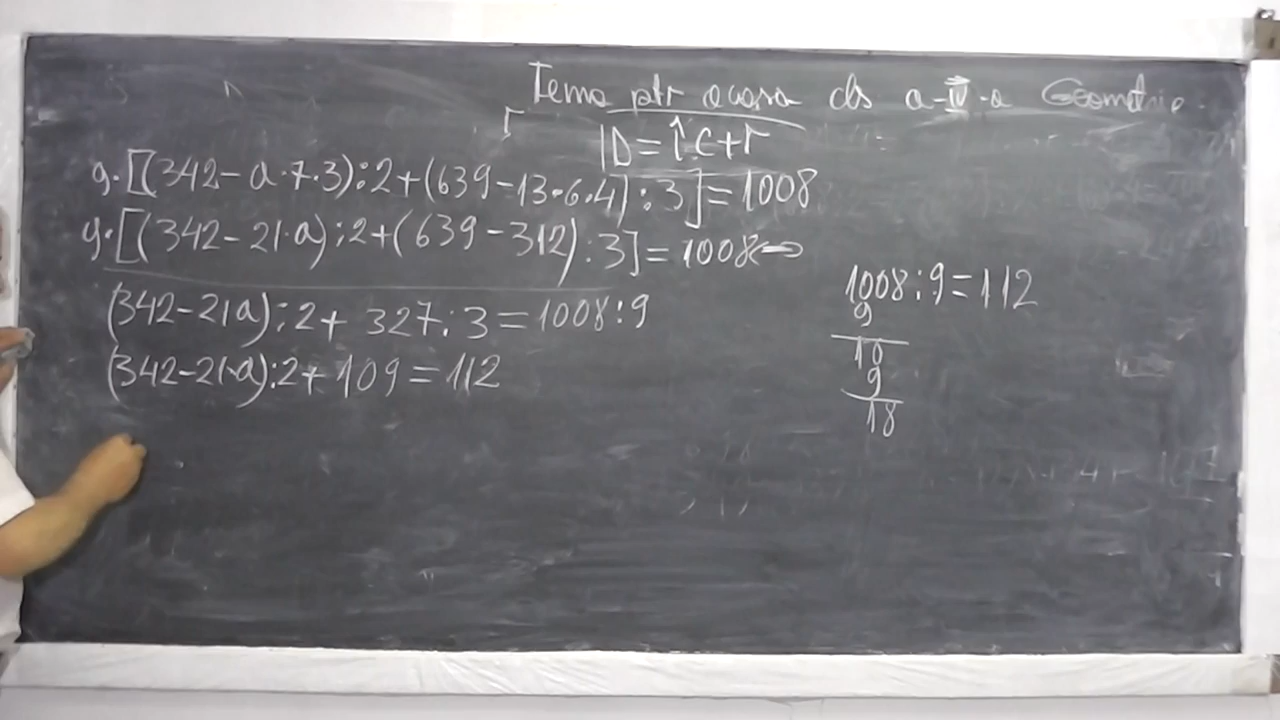 Tema ptr acasa cls a-IV-a Geometrie
D=Î·C+r
9·[(342-a·7·3):2+(639-13·6·4):3]=1008
9·[(342-21·a):2+(639-312):3]=1008⇔
(342-21a):2+327:3=1008:9
(342-21·a):2+109=112
1008:9=112
9
10
9
18